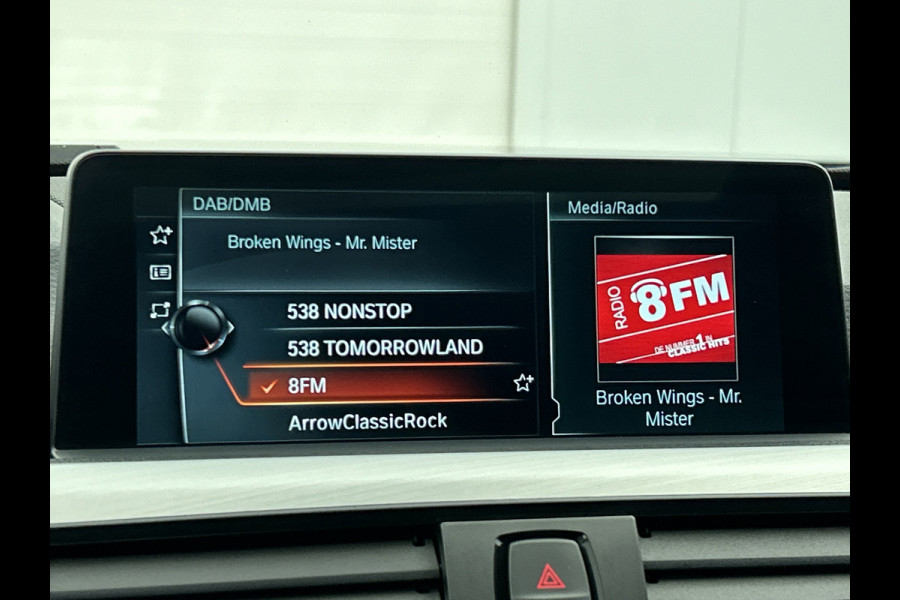 DAB/DMB
Broken Wings - Mr. Mister
538 NONSTOP
538 TOMORROWLAND
8FM
ArrowClassicRock
Media/Radio
RADIO
8FM
DE NUMMER 1 IN
CLASSIC HITS
Broken Wings - Mr.
Mister